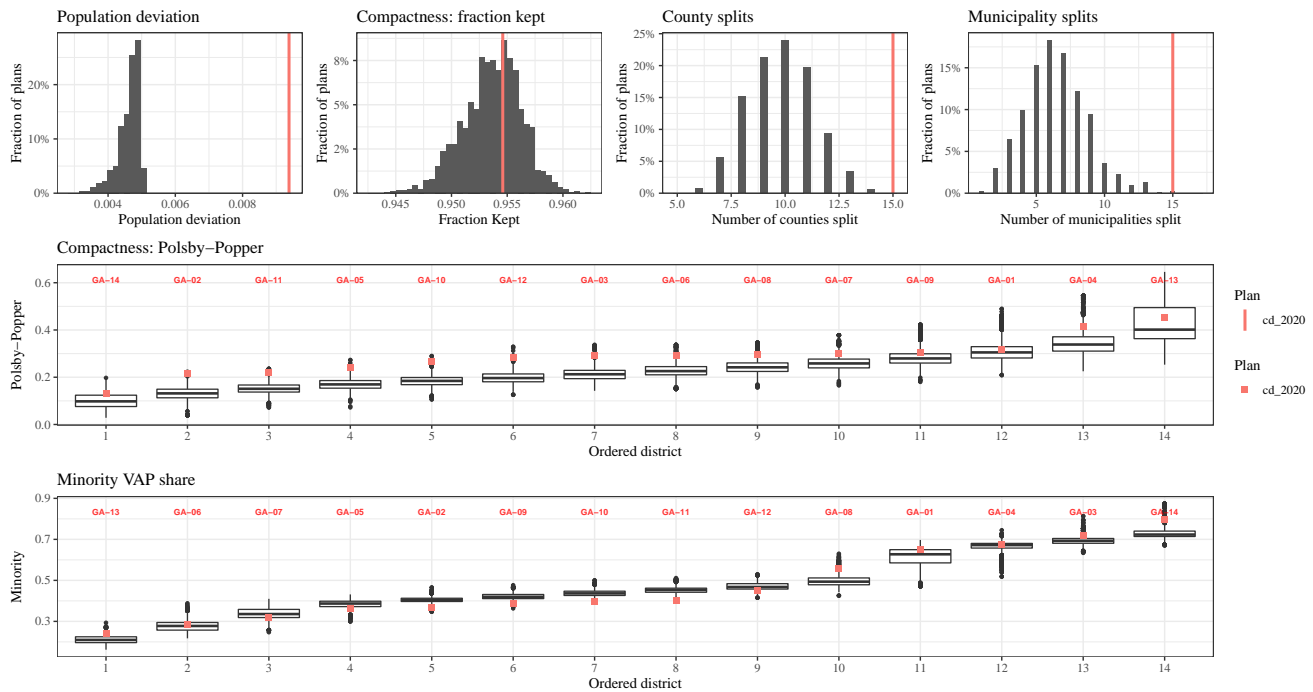 Population deviation
Fraction of plans
20%
10%
0%
0.004
0.006
0.008
Population deviation
Compactness: fraction kept
Fraction of plans
8%
5%
2%
0%
0.945
0.950
0.955
0.960
Fraction Kept
County splits
Fraction of plans
25%
20%
15%
10%
5%
0%
5.0
7.5
10.0
12.5
15.0
Number of counties split
Municipality splits
Fraction of plans
15%
10%
5%
0%
5
10
15
Number of municipalities split
Compactness: Polsby−Popper
Polsby−Popper
0.6
0.4
0.2
0.0
GA−14
GA−02
GA−11
GA−05
GA−10
GA−12
GA−03
GA−06
GA−08
GA−07
GA−09
GA−01
GA−04
GA−13
1
2
3
4
5
6
7
8
9
10
11
12
13
14
Ordered district
Plan
cd_2020
Plan
cd_2020
Minority VAP share
Minority
0.9
0.7
0.5
0.3
GA−13
GA−06
GA−07
GA−05
GA−02
GA−09
GA−10
GA−11
GA−12
GA−08
GA−01
GA−04
GA−03
GA−14
1
2
3
4
5
6
7
8
9
10
11
12
13
14
Ordered district